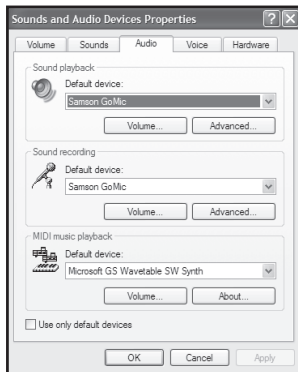 Sounds and Audio Devices Properties
Volume Sounds Audio Voice Hardware
Sound playback
Default device:
Samson GoMic
Volume... Advanced...
Sound recording
Default device:
Samson GoMic
Volume... Advanced...
MIDI music playback
Default device:
Microsoft GS Wavetable SW Synth
Volume... About...
Use only default devices
OK Cancel Apply